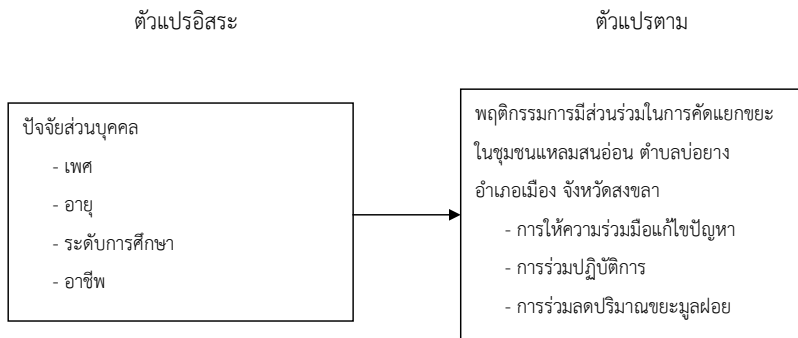 ตัวแปรอิสระ
ตัวแปรตาม
ปัจจัยส่วนบุคคล
- เพศ
- อายุ
- ระดับการศึกษา
- อาชีพ
พฤติกรรมการมีส่วนร่วมในการคัดแยกขยะ
ในชุมชนแหลมสนอ่อน ตำบลบ่อยาง
อำเภอเมือง จังหวัดสงขลา
- การให้ความร่วมมือแก้ไขปัญหา
- การร่วมปฏิบัติการ
- การร่วมลดปริมาณขยะมูลฝอย